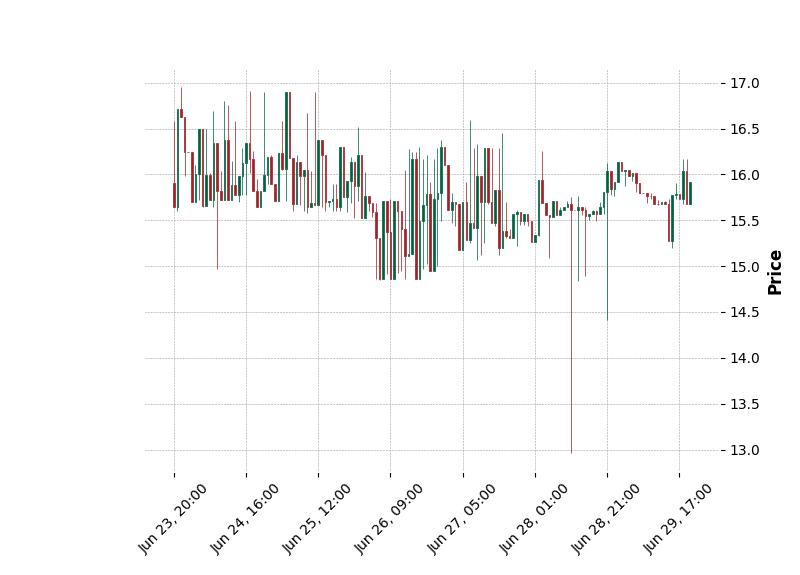 17.0
16.5
16.0
15.5
15.0
14.5
14.0
13.5
13.0
Price
Jun 23, 20:00
Jun 24, 16:00
Jun 25, 12:00
Jun 26, 09:00
Jun 27, 05:00
Jun 28, 01:00
Jun 28, 21:00
Jun 29, 17:00